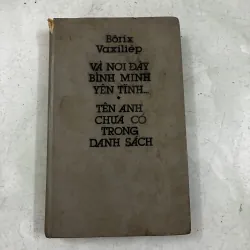 Bôrix
Vaxiliép
VÀ NƠI ĐÂY
BÌNH MINH
YÊN TĨNH...
*
TÊN ANH
CHƯA CÓ
TRONG
DANH SÁCH